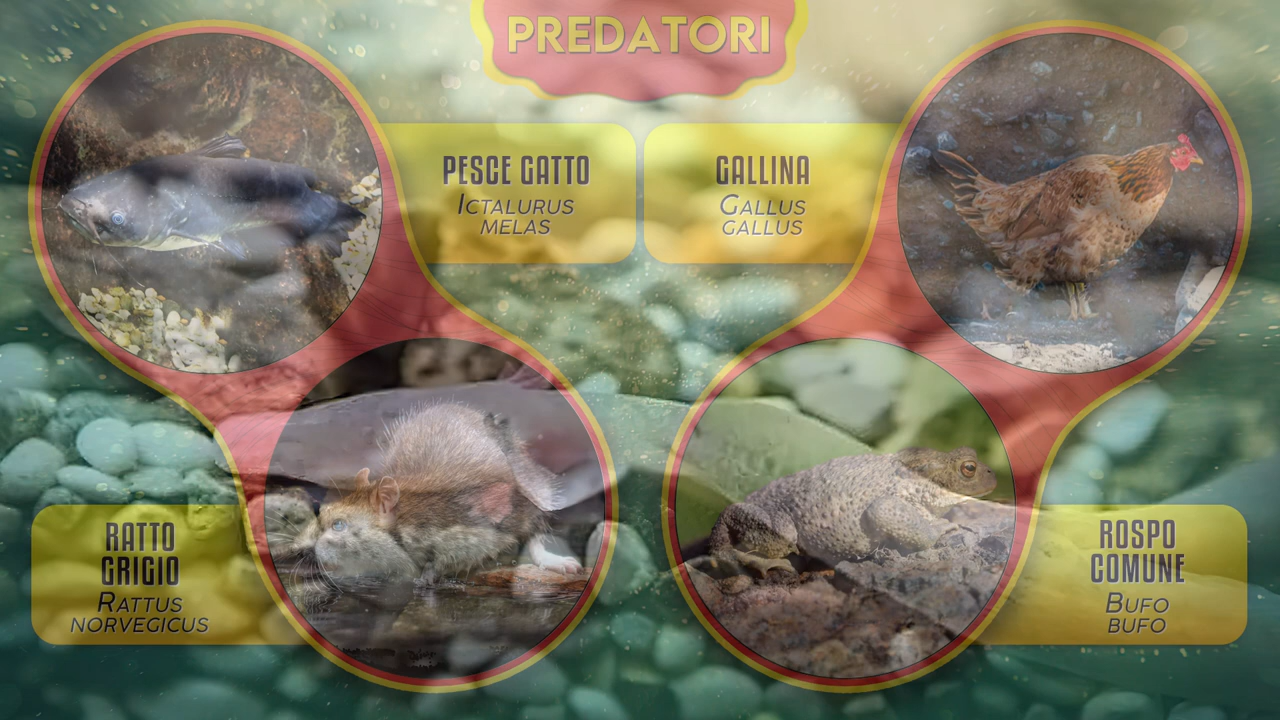 PREDATORI
PESCE GATTO
Ictalurus
melas
GALLINA
Gallus
gallus
RATTO
GRIGIO
Rattus
norvegicus
ROSPO
COMUNE
Bufo
bufo